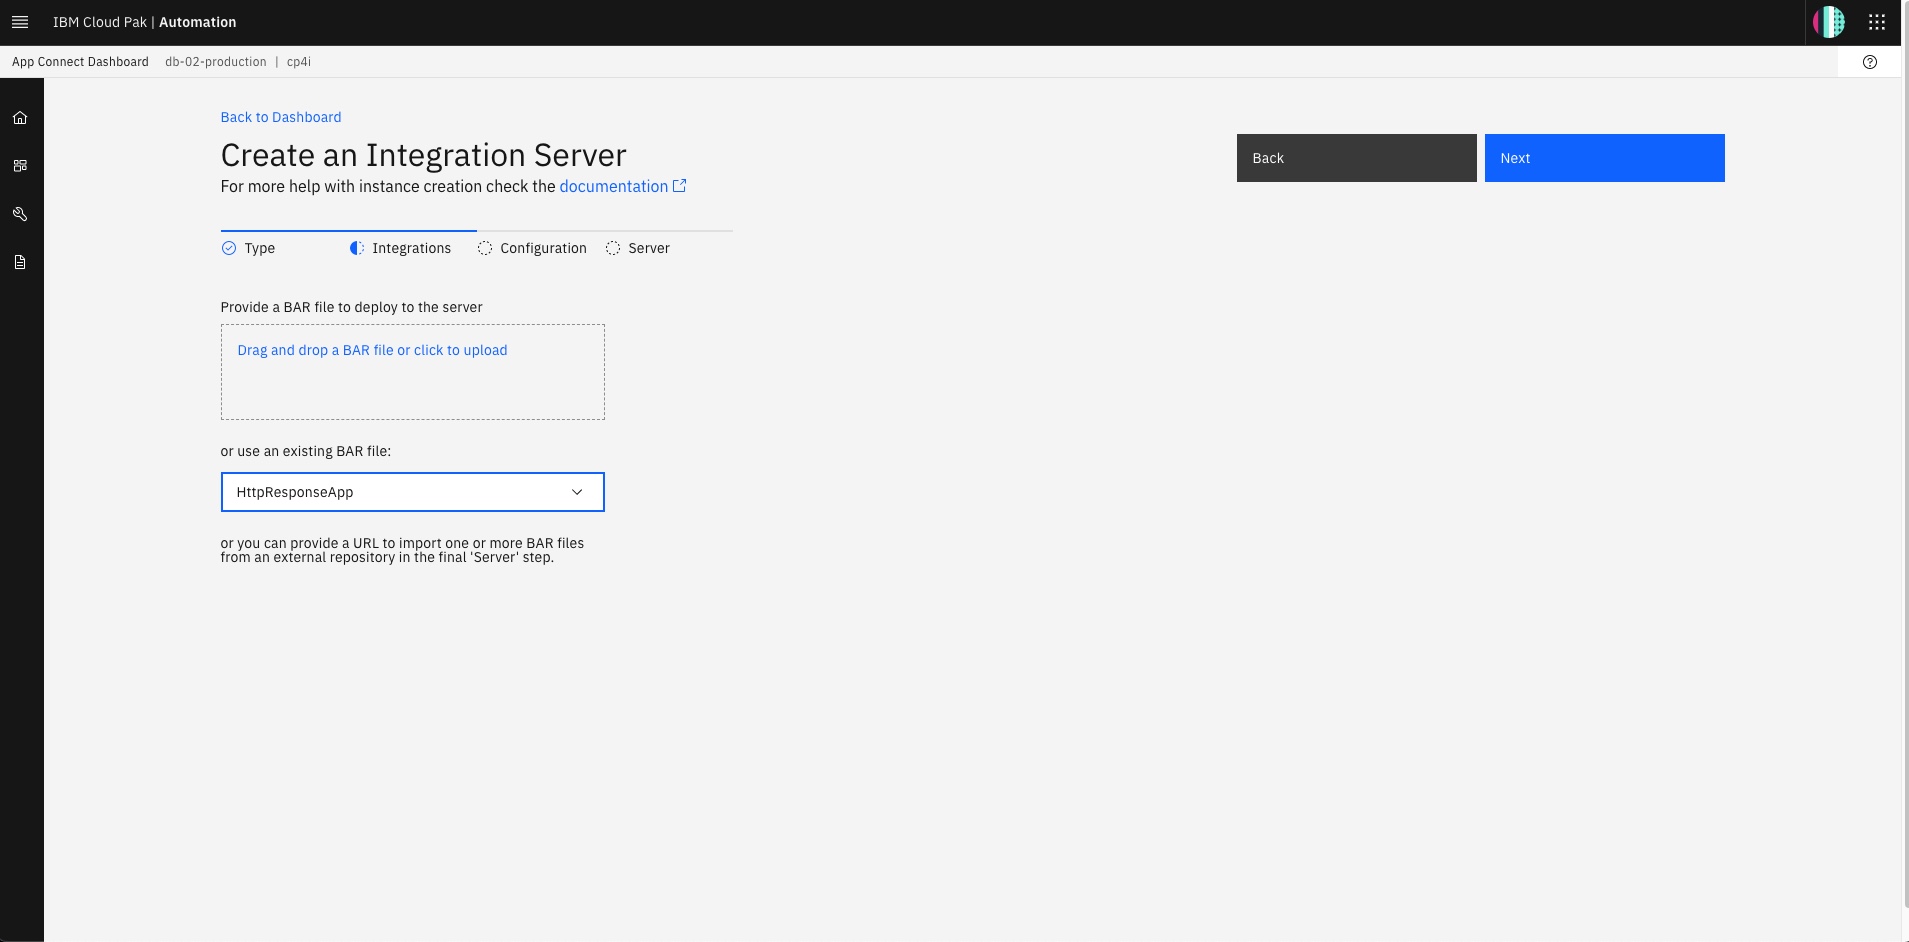 IBM Cloud Pak | Automation
App Connect Dashboard db-02-production | cp4i
Back to Dashboard
Create an Integration Server
For more help with instance creation check the documentation
Back
Next
Type
Integrations
Configuration
Server
Provide a BAR file to deploy to the server
Drag and drop a BAR file or click to upload
or use an existing BAR file:
HttpResponseApp
or you can provide a URL to import one or more BAR files
from an external repository in the final 'Server' step.